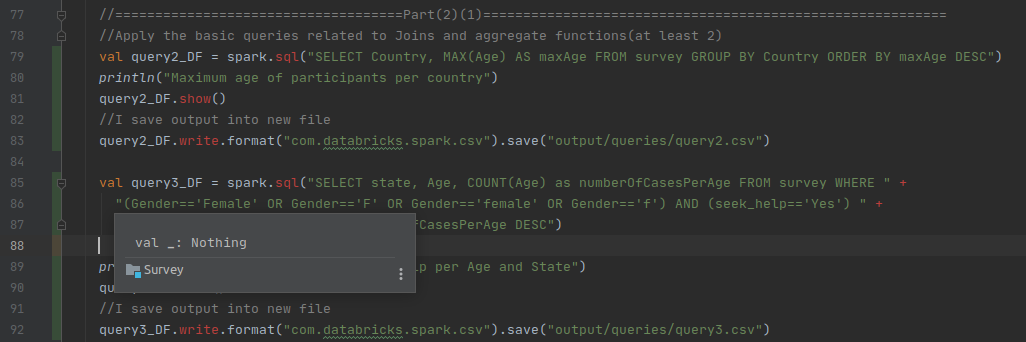 77 //====================================Part(2)(1)==========================================================
78 //Apply the basic queries related to Joins and aggregate functions(at least 2)
79 val query2_DF = spark.sql("SELECT Country, MAX(Age) AS maxAge FROM survey GROUP BY Country ORDER BY maxAge DESC")
80 println("Maximum age of participants per country")
81 query2_DF.show()
82 //I save output into new file
83 query2_DF.write.format("com.databricks.spark.csv").save("output/queries/query2.csv")
84
85 val query3_DF = spark.sql("SELECT state, Age, COUNT(Age) as numberOfCasesPerAge FROM survey WHERE " +
86 "(Gender=='Female' OR Gender=='F' OR Gender=='female' OR Gender=='f') AND (seek_help=='Yes') " +
87 fCasesPerAge DESC")
88
val _: Nothing
89 pr lp per Age and State")
Survey
90 qu
91 //I save output into new file
92 query3_DF.write.format("com.databricks.spark.csv").save("output/queries/query3.csv")